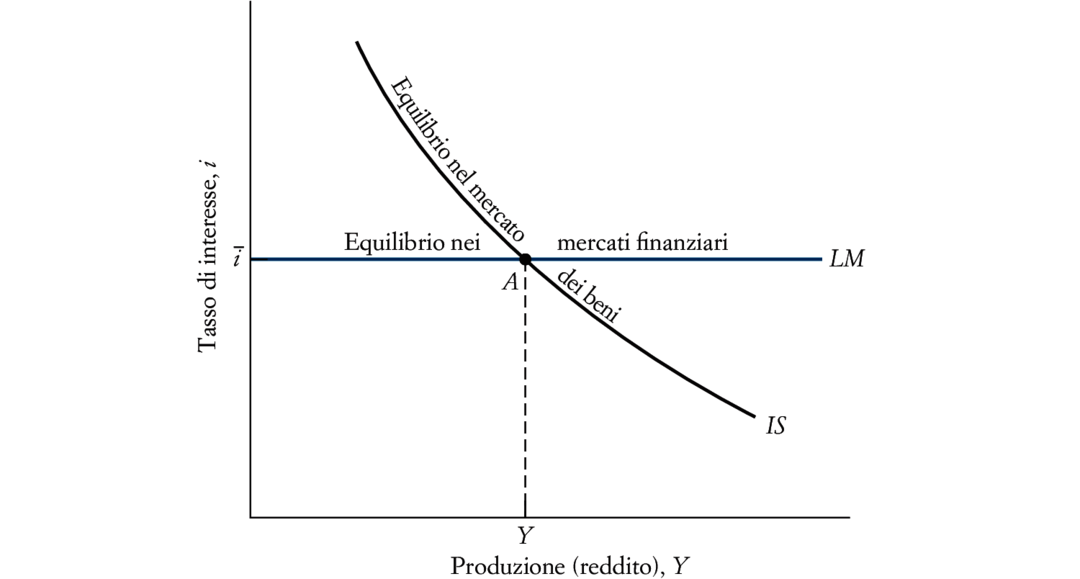 Equilibrio nel mercato
dei beni
Tasso di interesse, i
Equilibrio nei mercati finanziari
i̅
LM
A
IS
Y
Produzione (reddito), Y